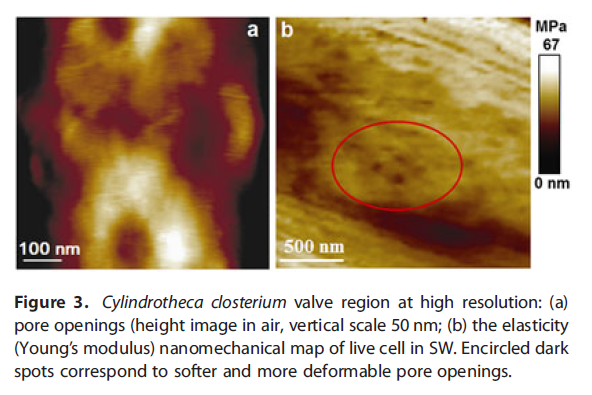 a
b
MPa
67
0 nm
100 nm
500 nm
Figure 3. Cylindrotheca closterium valve region at high resolution: (a)
pore openings (height image in air, vertical scale 50 nm; (b) the elasticity
(Young's modulus) nanomechanical map of live cell in SW. Encircled dark
spots correspond to softer and more deformable pore openings.